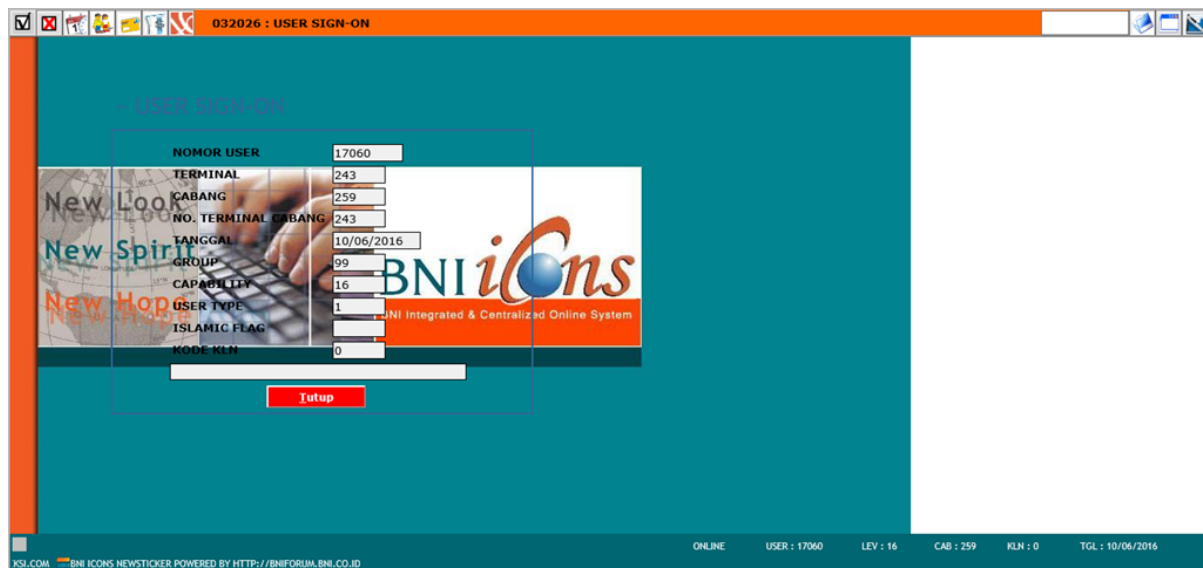 032026 : USER SIGN-ON
- USER SIGN-ON
NOMOR USER 17060
TERMINAL 243
CABANG 259
NO. TERMINAL CABANG 243
TANGGAL 10/06/2016
GROUP 99
CAPABILITY 16
USER TYPE 1
ISLAMIC FLAG
KODE KLN 0
New Look
New Spirit
New Hope
BNI icons
BNI Integrated & Centralized Online System
Tutup
ONLINE USER : 17060 LEV : 16 CAB : 259 KLN : 0 TGL : 10/06/2016
KSI.COM BNI ICONS NEWSTICKER POWERED BY HTTP://BNIFORUM.BNI.CO.ID